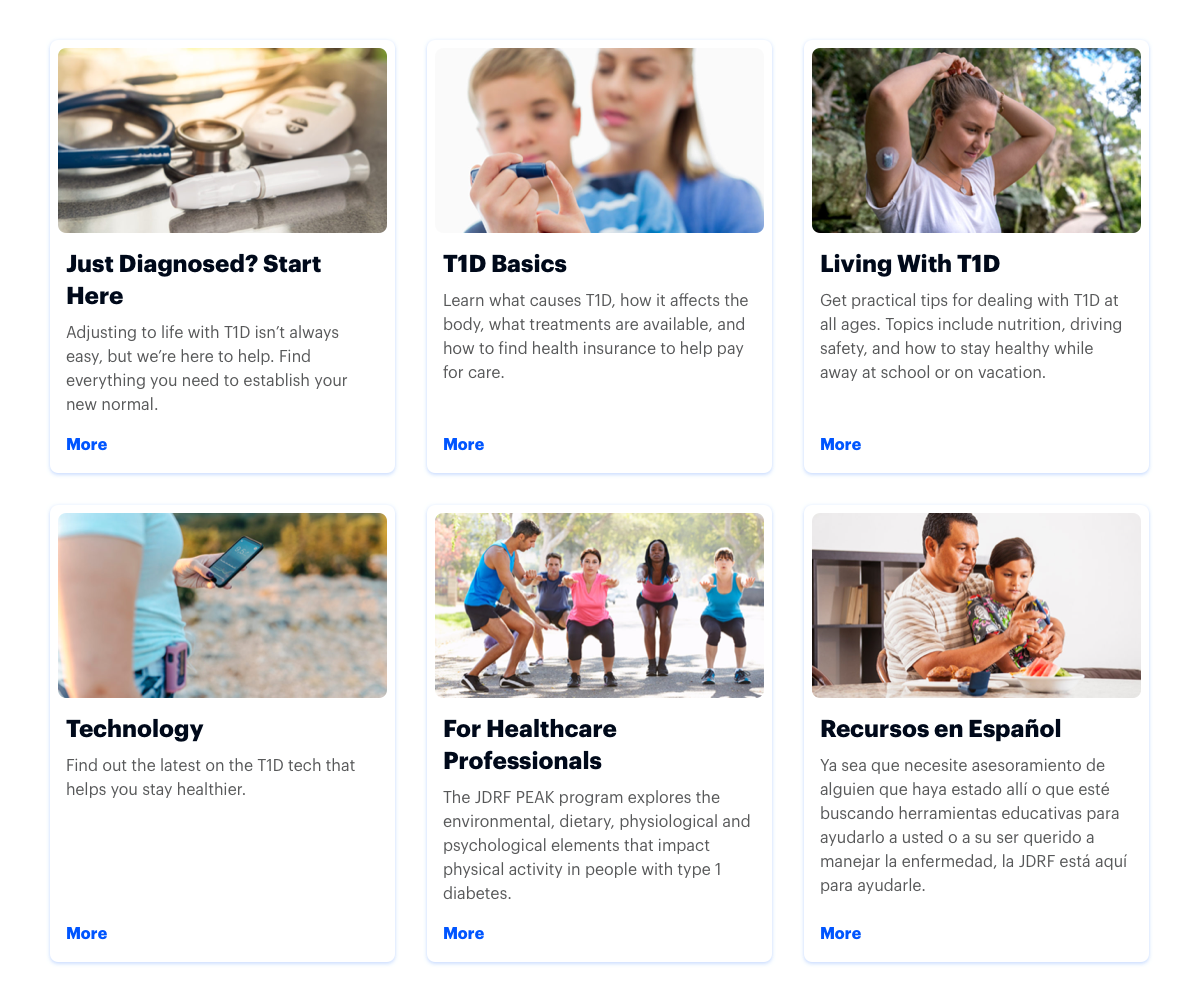 Just Diagnosed? Start
Here
Adjusting to life with T1D isn’t always
easy, but we’re here to help. Find
everything you need to establish your
new normal.
More
T1D Basics
Learn what causes T1D, how it affects the
body, what treatments are available, and
how to find health insurance to help pay
for care.
More
Living With T1D
Get practical tips for dealing with T1D at
all ages. Topics include nutrition, driving
safety, and how to stay healthy while
away at school or on vacation.
More
Technology
Find out the latest on the T1D tech that
helps you stay healthier.
More
For Healthcare
Professionals
The JDRF PEAK program explores the
environmental, dietary, physiological and
psychological elements that impact
physical activity in people with type 1
diabetes.
More
Recursos en Español
Ya sea que necesite asesoramiento de
alguien que haya estado allí o que esté
buscando herramientas educativas para
ayudarlo a usted o a su ser querido a
manejar la enfermedad, la JDRF está aquí
para ayudarle.
More